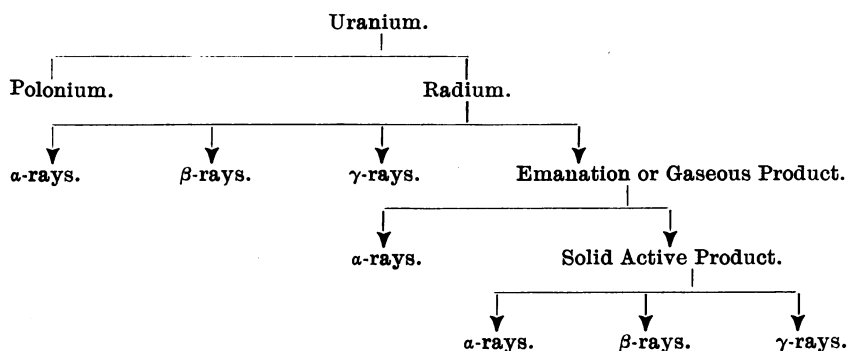 Uranium.
Polonium. Radium.
α-rays. β-rays. γ-rays. Emanation or Gaseous Product.
α-rays. Solid Active Product.
α-rays. β-rays. γ-rays.